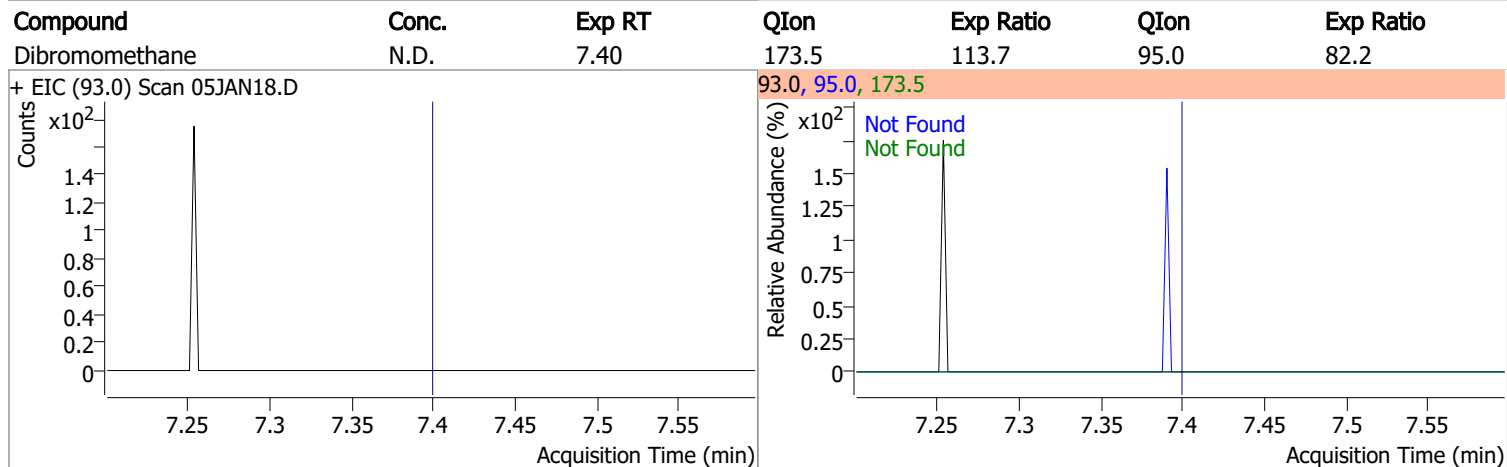 Compound Conc. Exp RT QIon Exp Ratio QIon Exp Ratio
Dibromomethane N.D. 7.40 173.5 113.7 95.0 82.2
+ EIC (93.0) Scan 05JAN18.D
Counts
x10²
1.4
1.2
1
0.8
0.6
0.4
0.2
0
7.25 7.3 7.35 7.4 7.45 7.5 7.55
Acquisition Time (min)
93.0, 95.0, 173.5
Relative Abundance (%)
x10²
Not Found
Not Found
1.5
1.25
1
0.75
0.5
0.25
0
7.25 7.3 7.35 7.4 7.45 7.5 7.55
Acquisition Time (min)